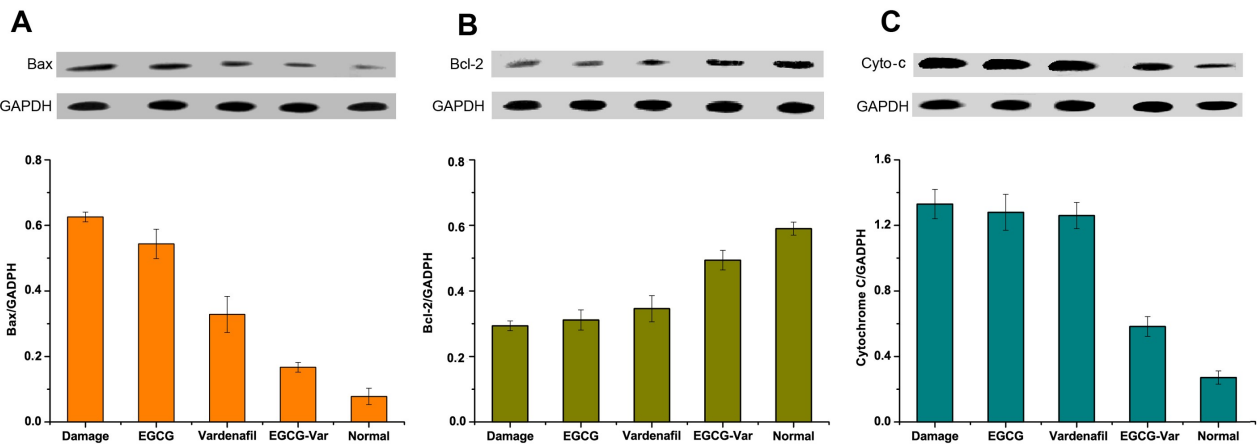 A
Bax
GAPDH
0.8
0.6
0.4
0.2
0.0
Bax/GADPH
Damage EGCG Vardenafil EGCG-Var Normal
B
Bcl-2
GAPDH
0.8
0.6
0.4
0.2
0.0
Bcl-2/GADPH
Damage EGCG Vardenafil EGCG-Var Normal
C
Cyto-c
GAPDH
1.6
1.2
0.8
0.4
0.0
Cytochrome C/GADPH
Damage EGCG Vardenafil EGCG-Var Normal